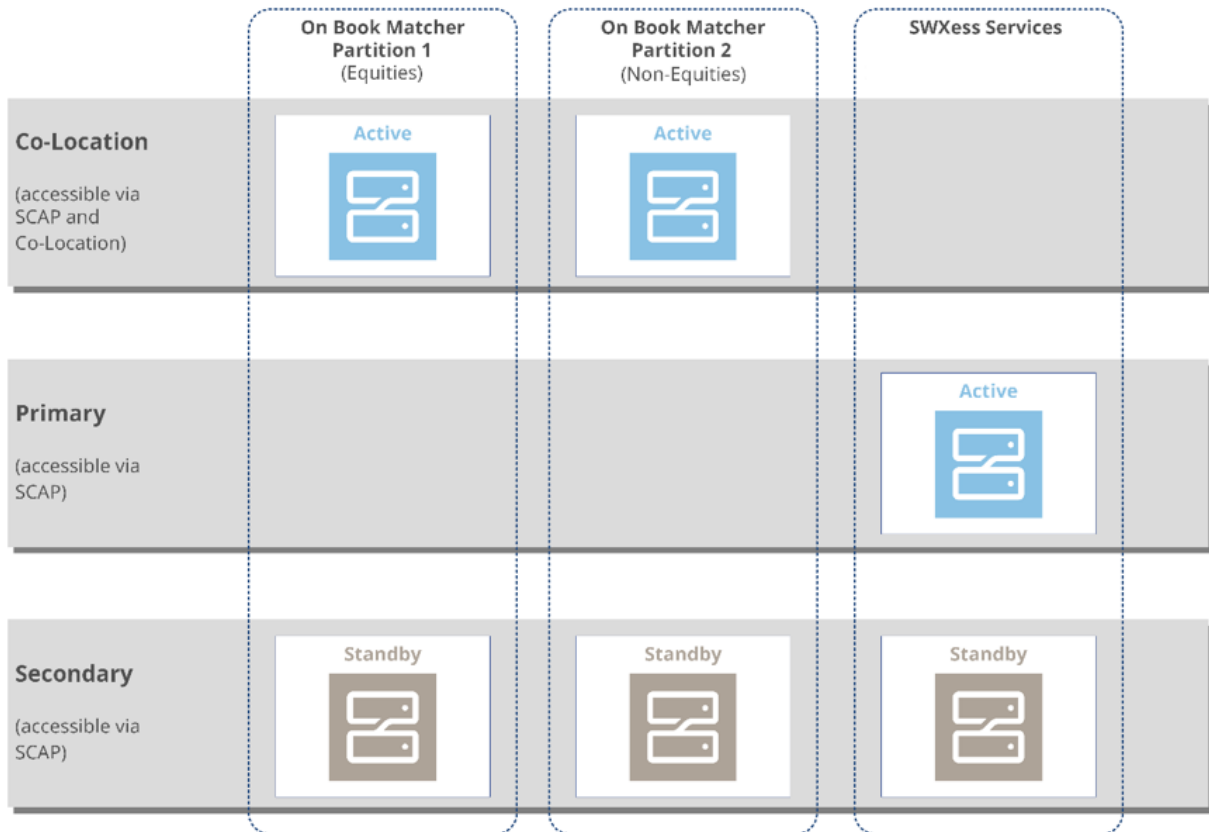 On Book Matcher
Partition 1
(Equities)
On Book Matcher
Partition 2
(Non-Equities)
SWXess Services
Co-Location
(accessible via
SCAP and
Co-Location)
Active
Active
Primary
(accessible via
SCAP)
Active
Secondary
(accessible via
SCAP)
Standby
Standby
Standby